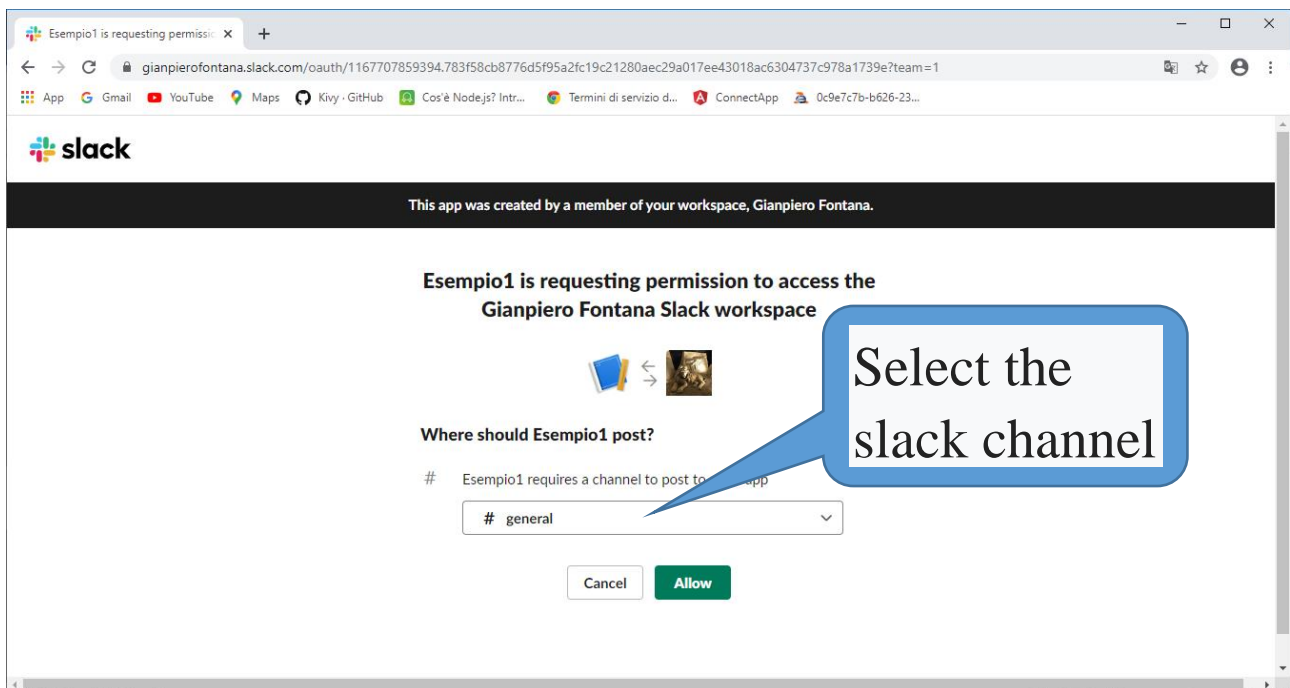 Esempio1 is requesting permissio
gianpierofontana.slack.com/oauth/1167707859394.783f58cb8776d5f95a2fc19c21280aec29a017ee43018ac6304737c978a1739e?team=1
App Gmail YouTube Maps Kivy · GitHub Cos'è Node.js? Intr... Termini di servizio d... ConnectApp 0c9e7c7b-b626-23...
slack
This app was created by a member of your workspace, Gianpiero Fontana.
Esempio1 is requesting permission to access the
Gianpiero Fontana Slack workspace
Select the
slack channel
Where should Esempio1 post?
# Esempio1 requires a channel to post to app
# general
Cancel Allow